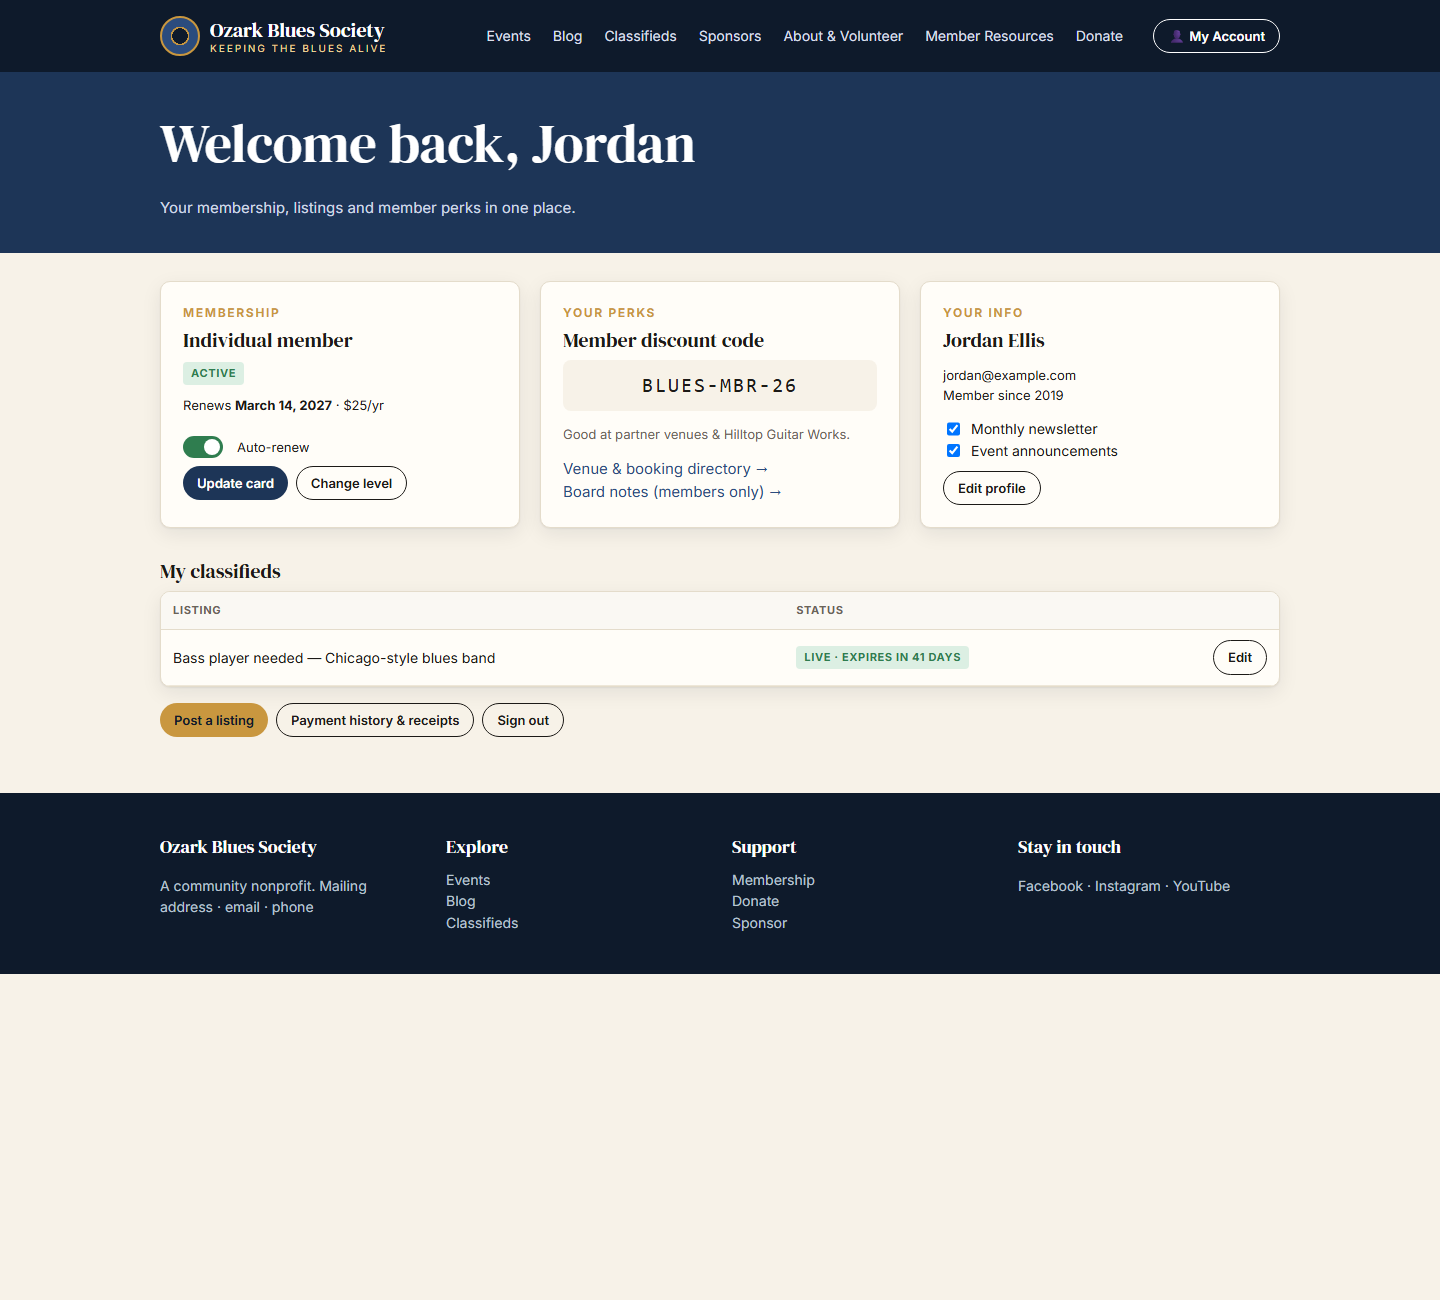 Ozark Blues Society
KEEPING THE BLUES ALIVE
Events
Blog
Classifieds
Sponsors
About & Volunteer
Member Resources
Donate
My Account
Welcome back, Jordan
Your membership, listings and member perks in one place.
MEMBERSHIP
Individual member
ACTIVE
Renews March 14, 2027 · $25/yr
Auto-renew
Update card
Change level
YOUR PERKS
Member discount code
BLUES-MBR-26
Good at partner venues & Hilltop Guitar Works.
Venue & booking directory →
Board notes (members only) →
YOUR INFO
Jordan Ellis
jordan@example.com
Member since 2019
Monthly newsletter
Event announcements
Edit profile
My classifieds
LISTING
STATUS
Bass player needed — Chicago-style blues band
LIVE · EXPIRES IN 41 DAYS
Edit
Post a listing
Payment history & receipts
Sign out
Ozark Blues Society
A community nonprofit. Mailing
address · email · phone
Explore
Events
Blog
Classifieds
Support
Membership
Donate
Sponsor
Stay in touch
Facebook · Instagram · YouTube